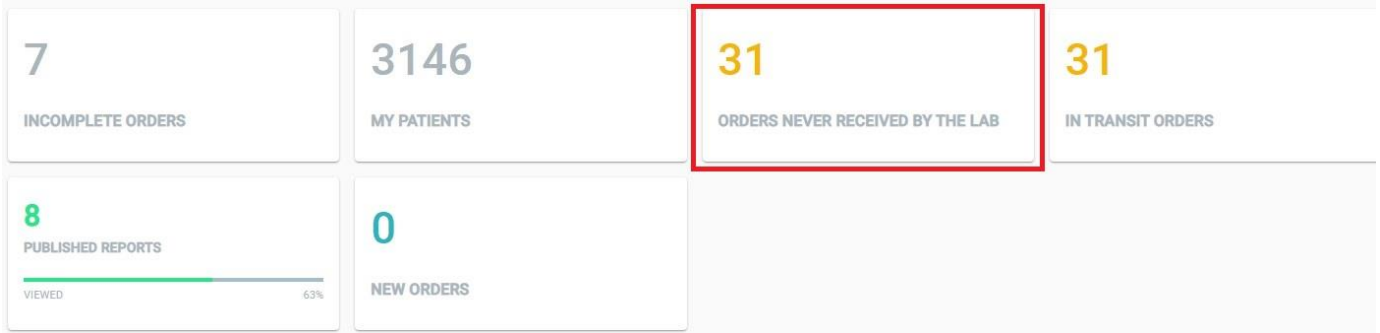 7
INCOMPLETE ORDERS
3146
MY PATIENTS
31
ORDERS NEVER RECEIVED BY THE LAB
31
IN TRANSIT ORDERS
8
PUBLISHED REPORTS
VIEWED 63%
0
NEW ORDERS